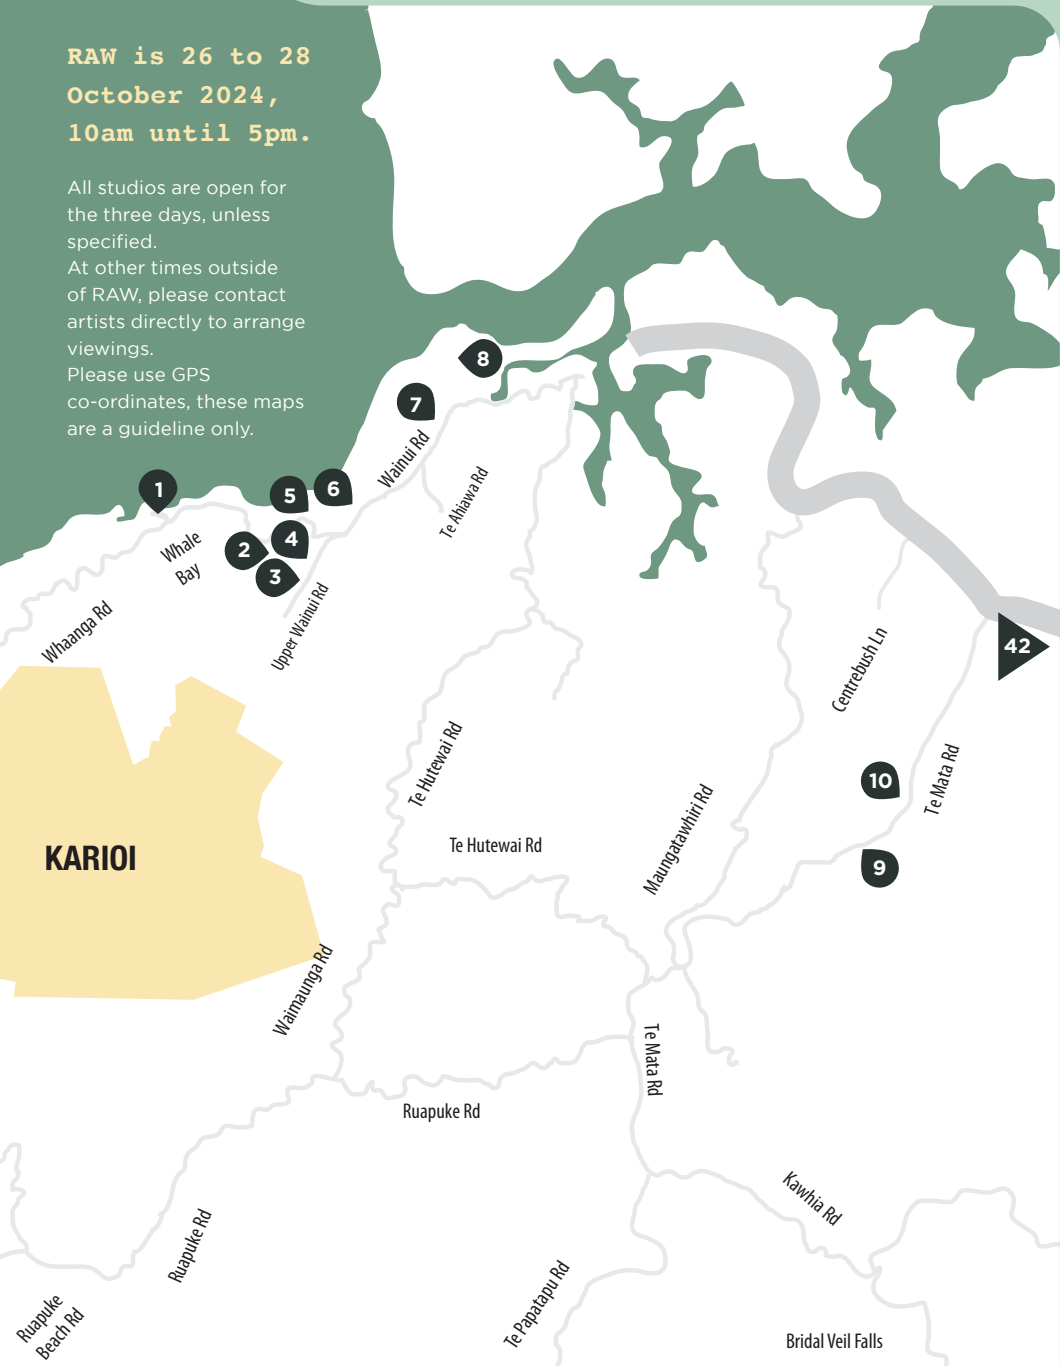 RAW is 26 to 28
October 2024,
10am until 5pm.
All studios are open for
the three days, unless
specified.
At other times outside
of RAW, please contact
artists directly to arrange
viewings.
Please use GPS
co-ordinates, these maps
are a guideline only.
8
7
Wainui Rd
Te Ahiawa Rd
1
5
6
2
4
3
Whale
Bay
Whaanga Rd
Upper Wainui Rd
42
Centrebush Ln
Te Hutewai Rd
10
Te Mata Rd
Maungatawhiri Rd
Te Hutewai Rd
KARIOI
9
Waimaunga Rd
Te Mata Rd
Ruapuke Rd
Kawhia Rd
Ruapuke Rd
Te Papatapu Rd
Ruapuke
Beach Rd
Bridal Veil Falls